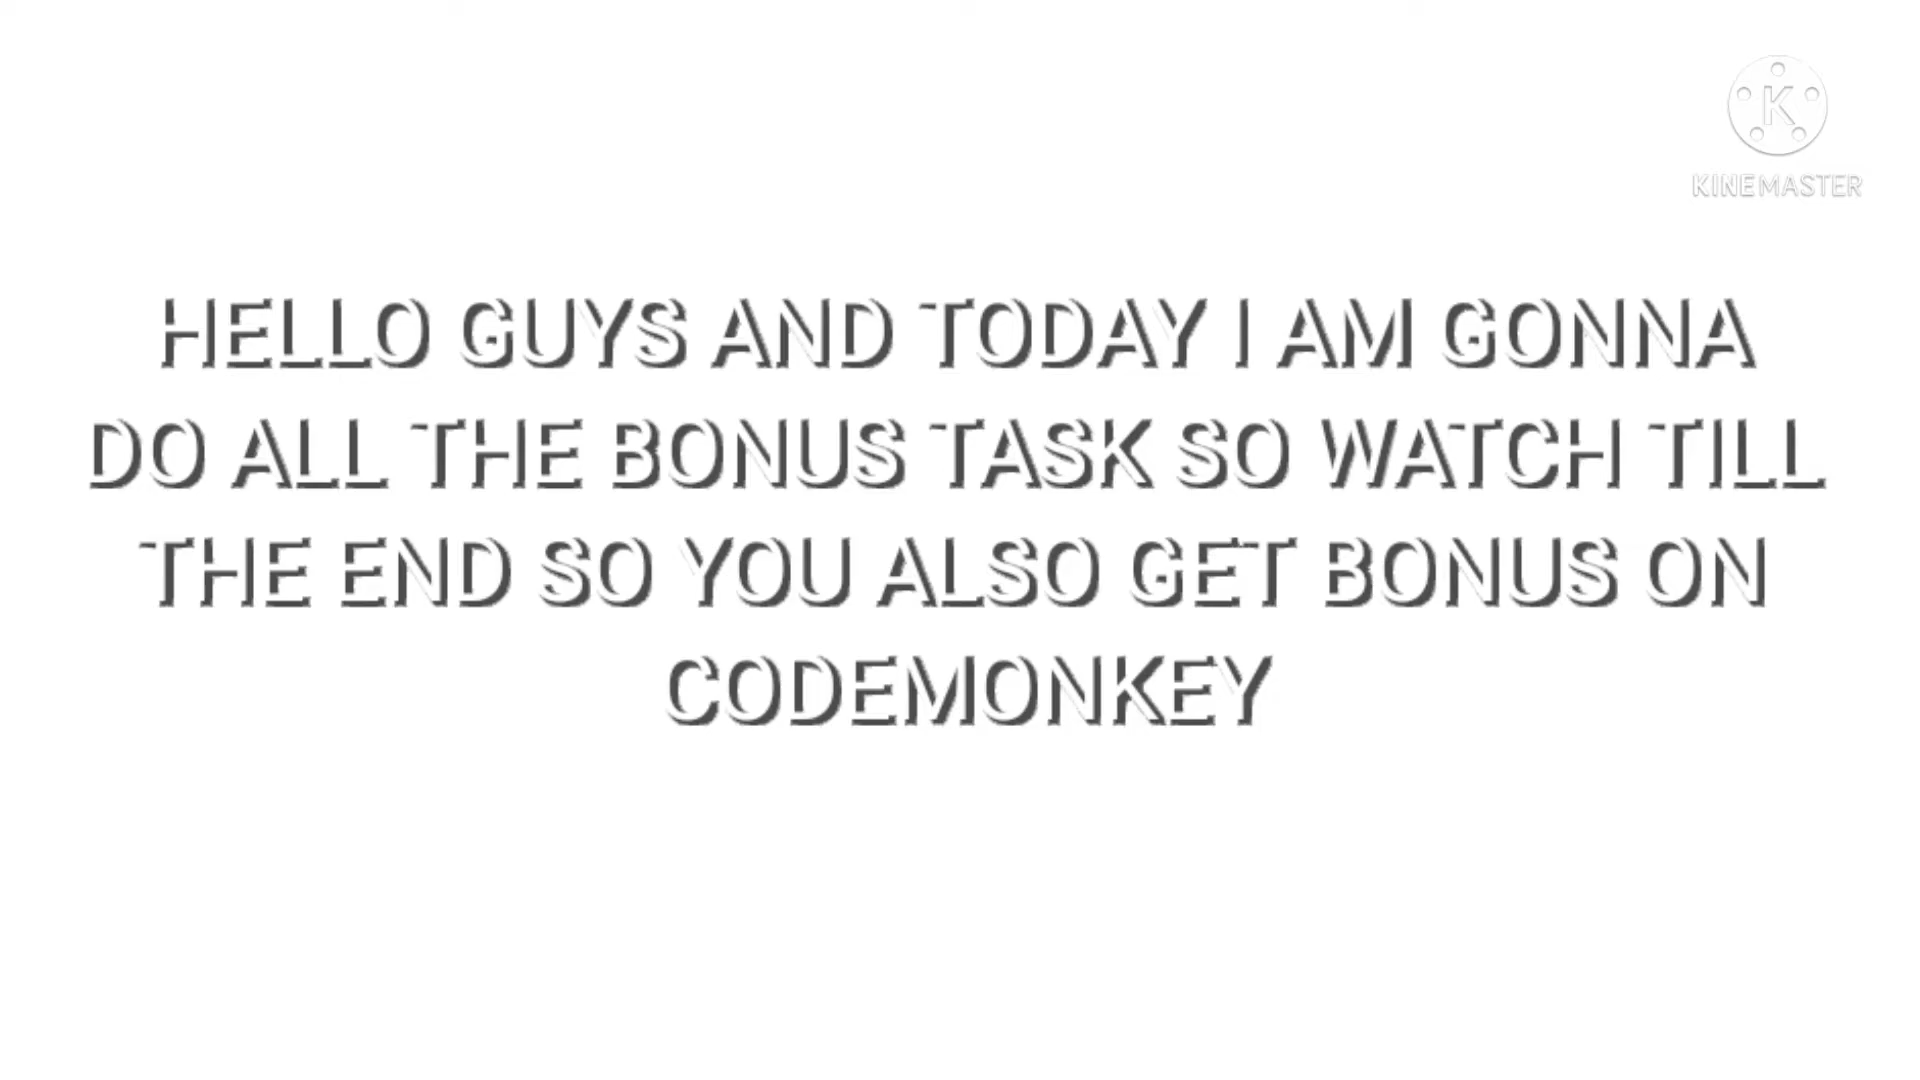 K
KINEMASTER
HELLO GUYS AND TODAY I AM GONNA
DO ALL THE BONUS TASK SO WATCH TILL
THE END SO YOU ALSO GET BONUS ON
CODEMONKEY